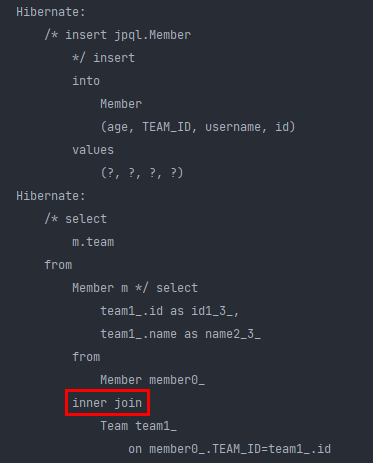 Hibernate:
/* insert jpql.Member
*/ insert
into
Member
(age, TEAM_ID, username, id)
values
(?, ?, ?, ?)
Hibernate:
/* select
m.team
from
Member m */ select
team1_.id as id1_3_,
team1_.name as name2_3_
from
Member member0_
inner join
Team team1_
on member0_.TEAM_ID=team1_.id